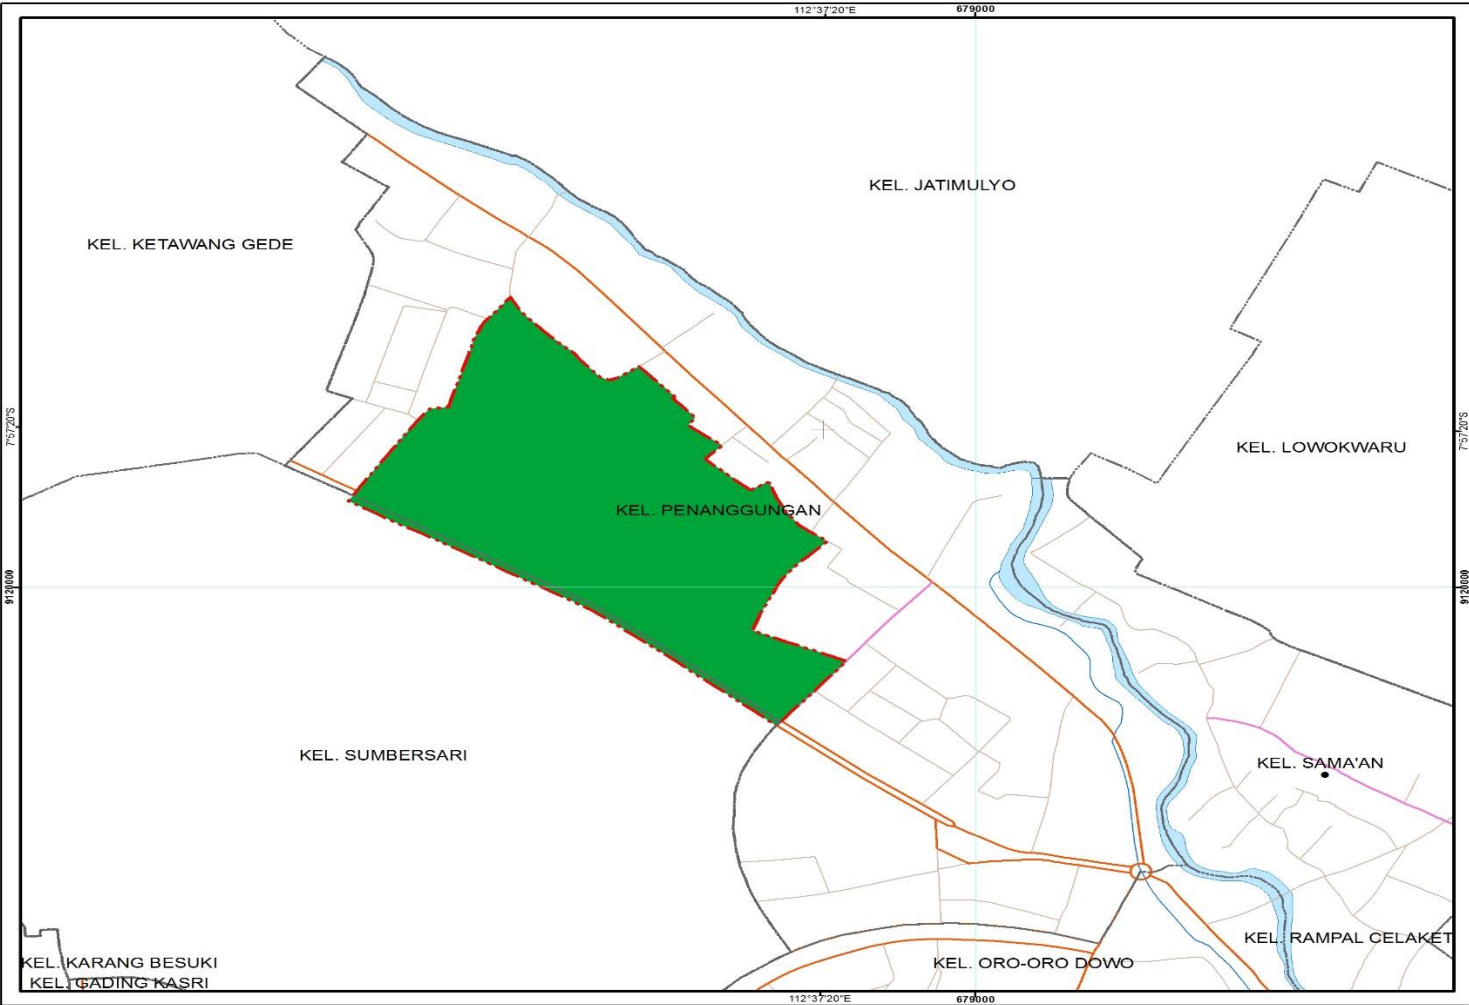 112°37'20"E
679000
KEL. JATIMULYO
KEL. KETAWANG GEDE
7°57'20"S
7°57'20"S
KEL. LOWOKWARU
KEL. PENANGGUNGAN
9120000
9120000
KEL. SUMBERSARI
KEL. SAMA'AN
KEL. RAMPAL CELAKET
KEL. KARANG BESUKI
KEL. ORO-ORO DOWO
KEL. GADING KASRI
112°37'20"E
679000